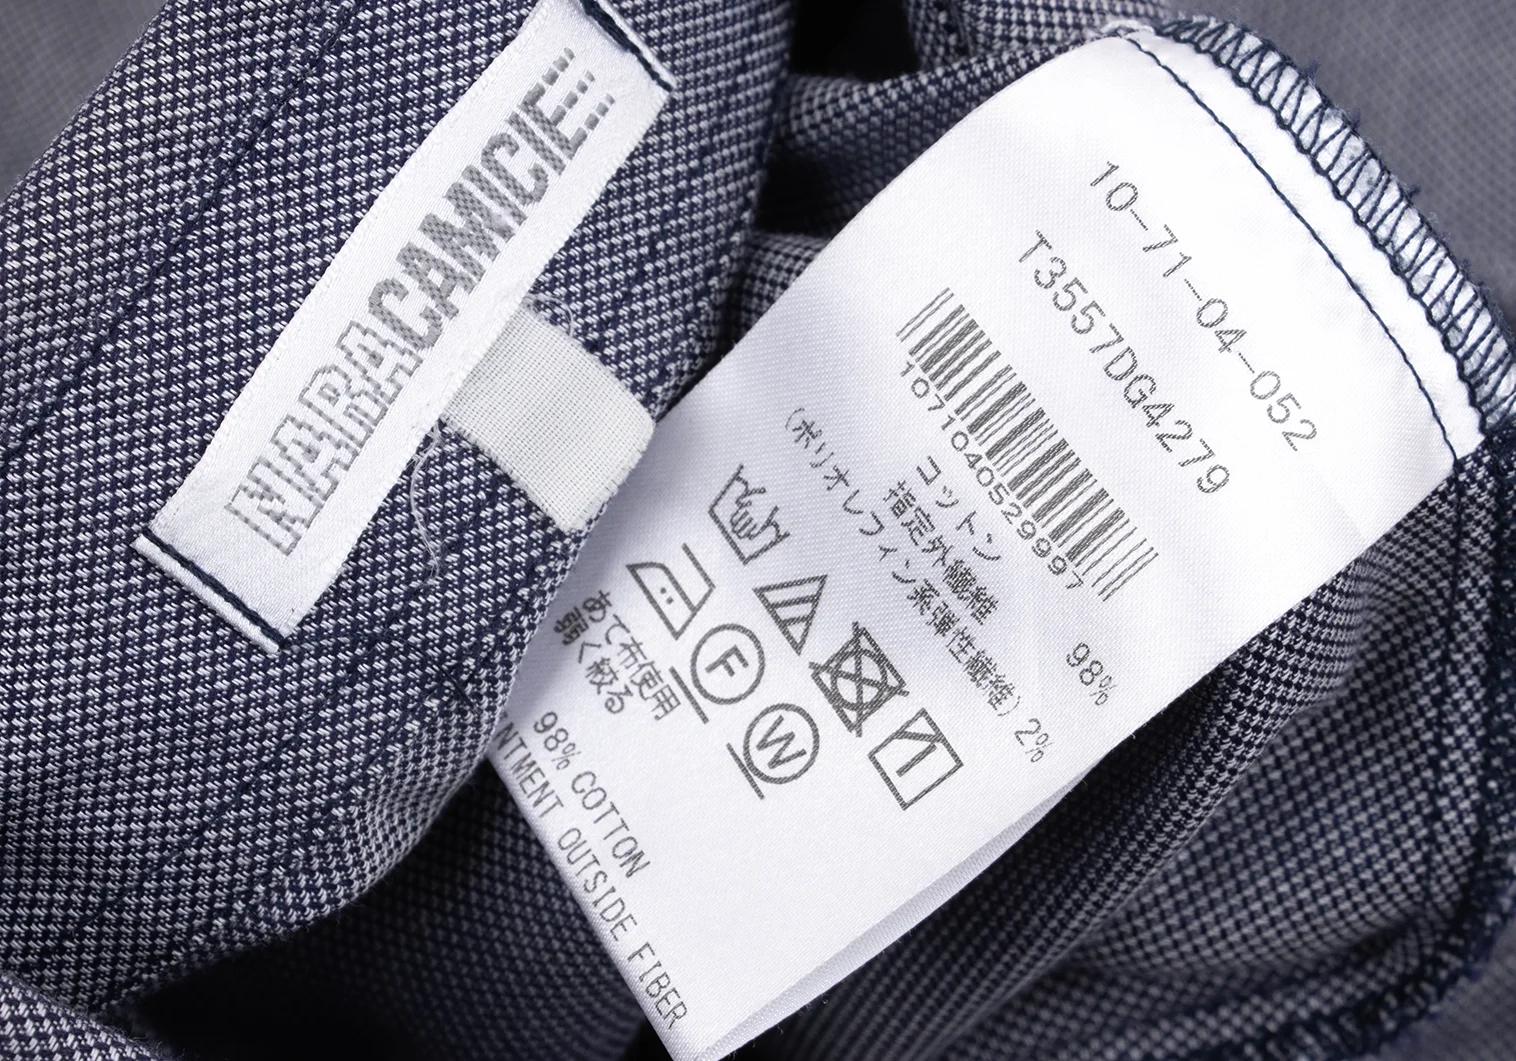 NARACAMICIE
10-71-04-052
T3557DG4279
1071040529997
コットン 98%
指定外繊維
(ポリオレフィン系弾性繊維) 2%
F
W
あて布使用
弱く絞る
98% COTTON
NTMENT OUTSIDE FIBER